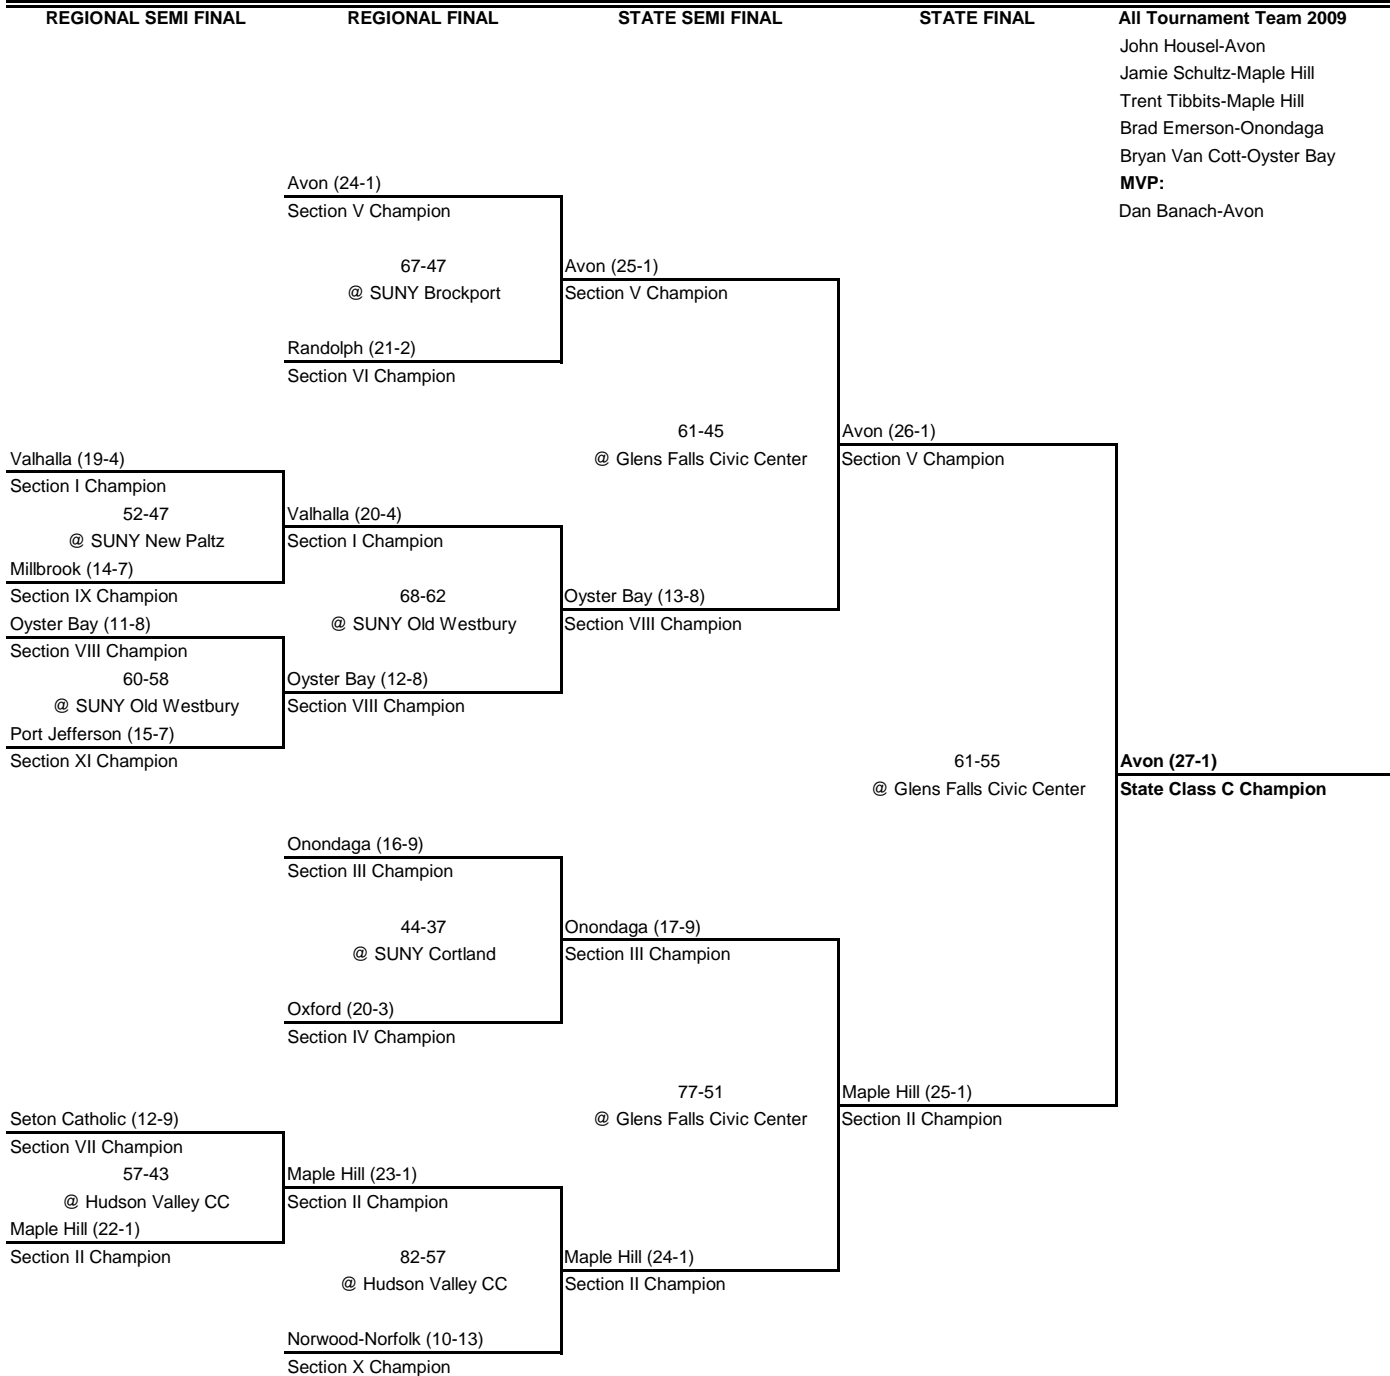 REGIONAL SEMI FINAL REGIONAL FINAL STATE SEMI FINAL STATE FINAL All Tournament Team 2009
John Housel-Avon
Jamie Schultz-Maple Hill
Trent Tibbits-Maple Hill
Brad Emerson-Onondaga
Bryan Van Cott-Oyster Bay
Avon (24-1) MVP:
Section V Champion Dan Banach-Avon
67-47 Avon (25-1)
@ SUNY Brockport Section V Champion
Randolph (21-2)
Section VI Champion
61-45 Avon (26-1)
Valhalla (19-4) @ Glens Falls Civic Center Section V Champion
Section I Champion
52-47 Valhalla (20-4)
@ SUNY New Paltz Section I Champion
Millbrook (14-7)
Section IX Champion 68-62 Oyster Bay (13-8)
Oyster Bay (11-8) @ SUNY Old Westbury Section VIII Champion
Section VIII Champion
60-58 Oyster Bay (12-8)
@ SUNY Old Westbury Section VIII Champion
Port Jefferson (15-7)
Section XI Champion 61-55 Avon (27-1)
@ Glens Falls Civic Center State Class C Champion
Onondaga (16-9)
Section III Champion
44-37 Onondaga (17-9)
@ SUNY Cortland Section III Champion
Oxford (20-3)
Section IV Champion
77-51 Maple Hill (25-1)
Seton Catholic (12-9) @ Glens Falls Civic Center Section II Champion
Section VII Champion
57-43 Maple Hill (23-1)
@ Hudson Valley CC Section II Champion
Maple Hill (22-1)
Section II Champion 82-57 Maple Hill (24-1)
@ Hudson Valley CC Section II Champion
Norwood-Norfolk (10-13)
Section X Champion